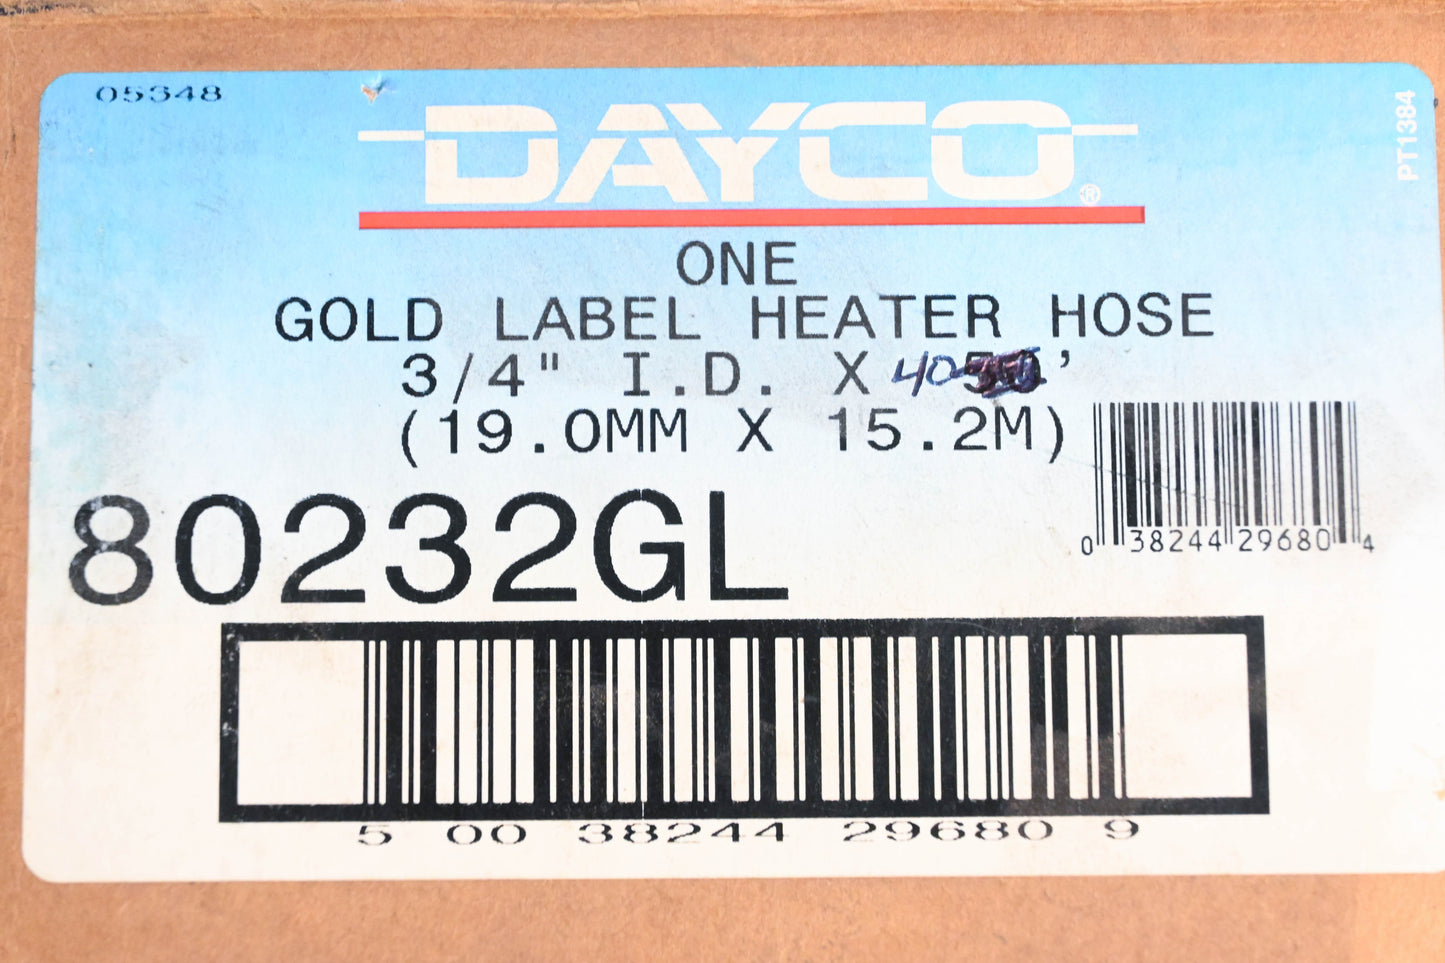 05348
DAYCO®
PT1384
ONE
GOLD LABEL HEATER HOSE
3/4" I.D. X 40 50'
(19.0MM X 15.2M)
0 38244 29680 4
80232GL
5 00 38244 29680 9